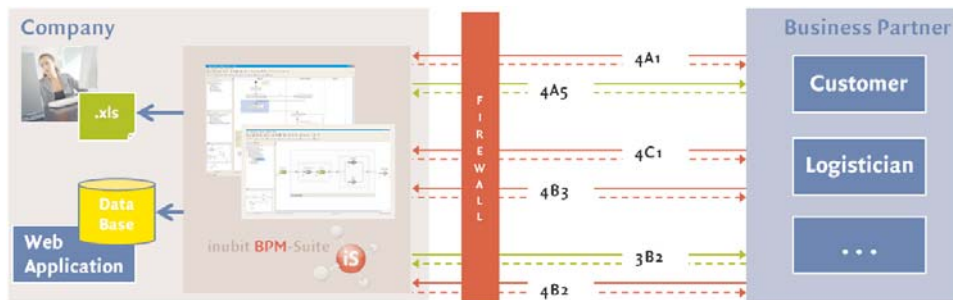 Company
.xls
Data
Base
Web
Application
inubit BPM-Suite
iS
FIREWALL
4A1
4A5
4C1
4B3
3B2
4B2
Business Partner
Customer
Logistician
...